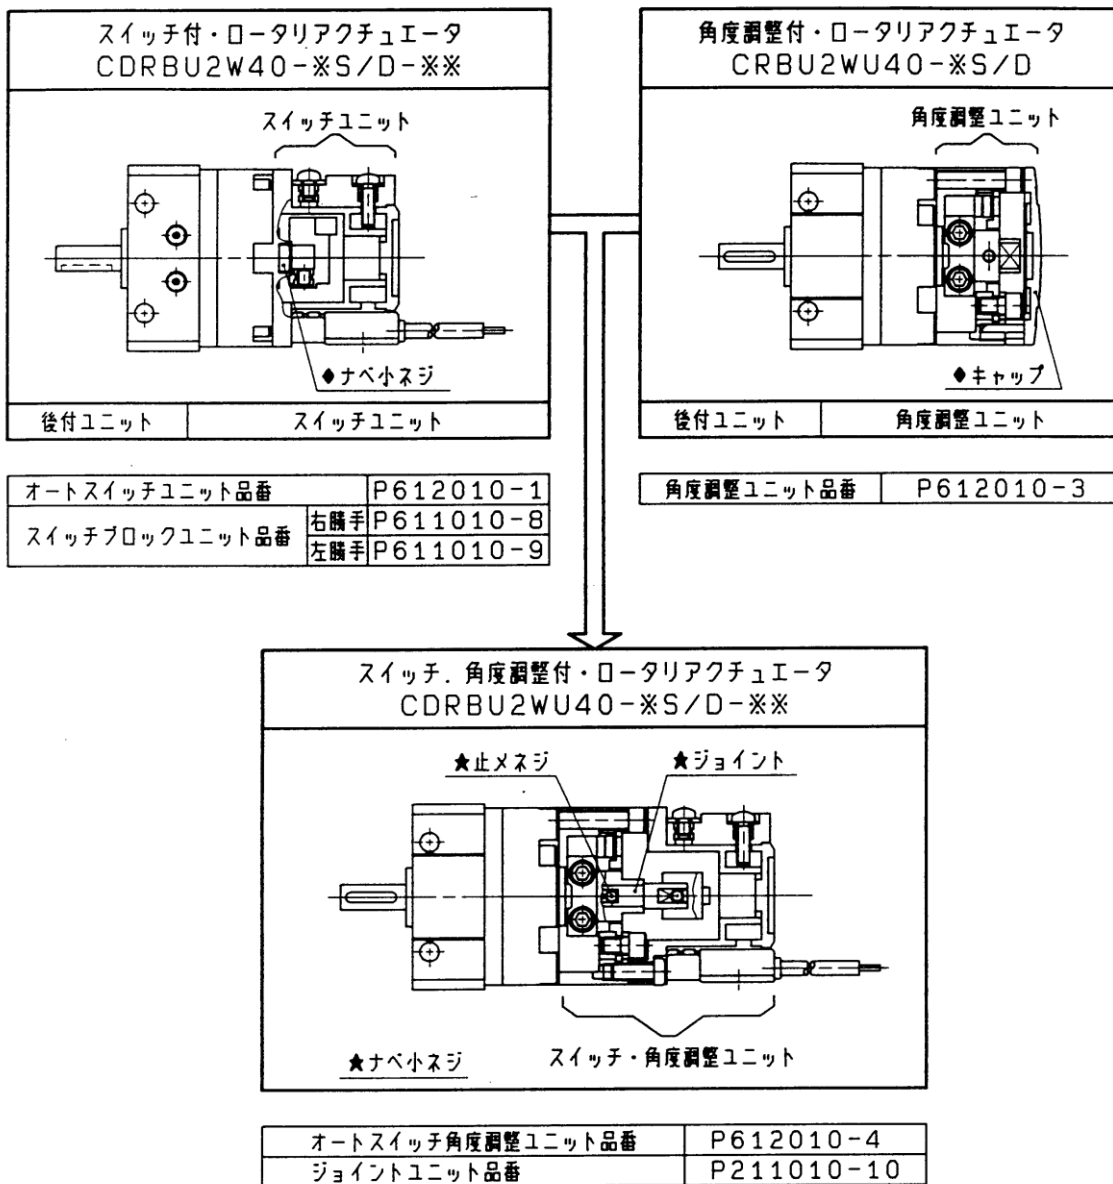 スイッチ付・ロータリアクチュエータ
CDRBU2W40-※S/D-※※
スイッチユニット
◆ナベ小ネジ
後付ユニット スイッチユニット
オートスイッチユニット品番 P612010-1
スイッチブロックユニット品番 右勝手 P611010-8
左勝手 P611010-9
角度調整付・ロータリアクチュエータ
CRBU2WU40-※S/D
角度調整ユニット
◆キャップ
後付ユニット 角度調整ユニット
角度調整ユニット品番 P612010-3
スイッチ．角度調整付・ロータリアクチュエータ
CDRBU2WU40-※S/D-※※
★止メネジ ★ジョイント
★ナベ小ネジ スイッチ・角度調整ユニット
オートスイッチ角度調整ユニット品番 P612010-4
ジョイントユニット品番 P211010-10